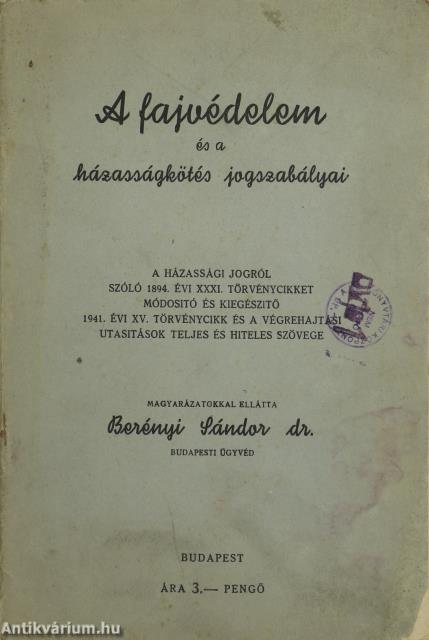 A fajvédelem
és a
házasságkötés jogszabályai
A HÁZASSÁGI JOGRÓL
SZÓLÓ 1894. ÉVI XXXI. TÖRVÉNYCIKKET
MÓDOSITÓ ÉS KIEGÉSZITŐ
1941. ÉVI XV. TÖRVÉNYCIKK ÉS A VÉGREHAJTÁSI
UTASITÁSOK TELJES ÉS HITELES SZÖVEGE
MAGYARÁZATOKKAL ELLÁTTA
Berényi Sándor dr.
BUDAPESTI ÜGYVÉD
BUDAPEST
ÁRA 3.— PENGŐ
Antikvárium.hu